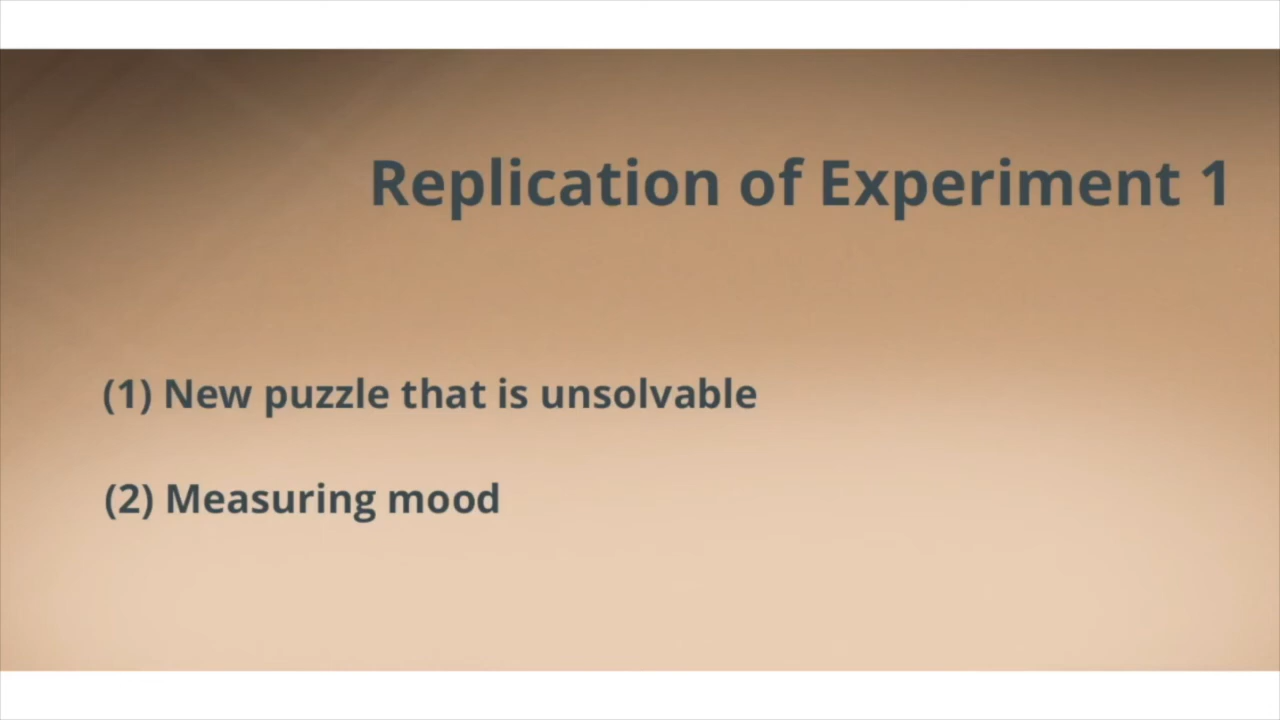 Replication of Experiment 1
(1) New puzzle that is unsolvable
(2) Measuring mood